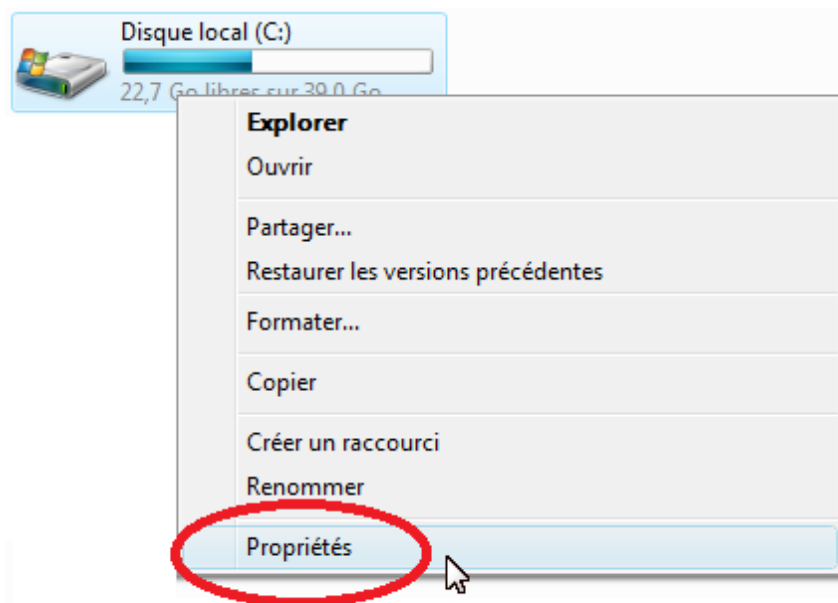 Disque local (C:)
22,7 Go libres sur 39,0 Go
Explorer
Ouvrir
Partager...
Restaurer les versions précédentes
Formater...
Copier
Créer un raccourci
Renommer
Propriétés